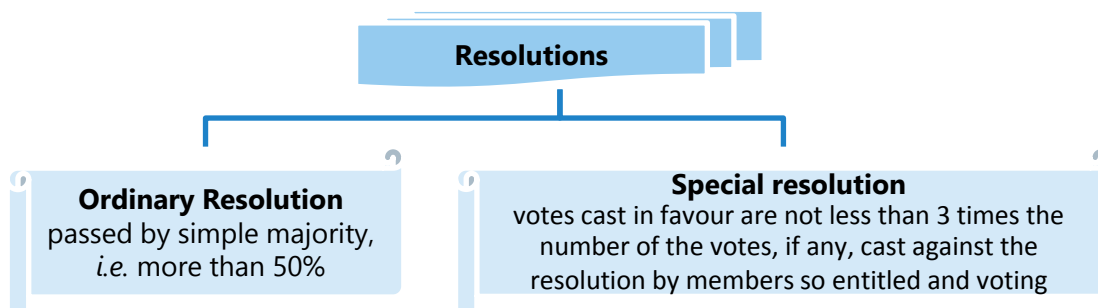 Resolutions
Ordinary Resolution
passed by simple majority,
i.e. more than 50%
Special resolution
votes cast in favour are not less than 3 times the
number of the votes, if any, cast against the
resolution by members so entitled and voting